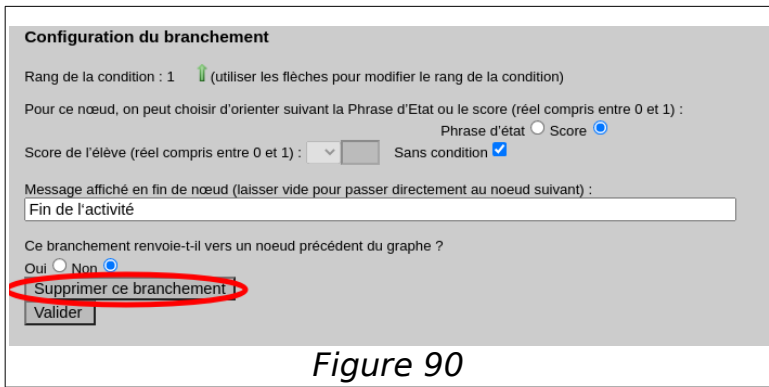 Configuration du branchement
Rang de la condition : 1 (utiliser les flèches pour modifier le rang de la condition)
Pour ce nœud, on peut choisir d'orienter suivant la Phrase d'Etat ou le score (réel compris entre 0 et 1) :
Phrase d'état Score
Score de l'élève (réel compris entre 0 et 1) : Sans condition
Message affiché en fin de nœud (laisser vide pour passer directement au noeud suivant) :
Fin de l'activité
Ce branchement renvoie-t-il vers un noeud précédent du graphe ?
Oui Non
Supprimer ce branchement
Valider
Figure 90